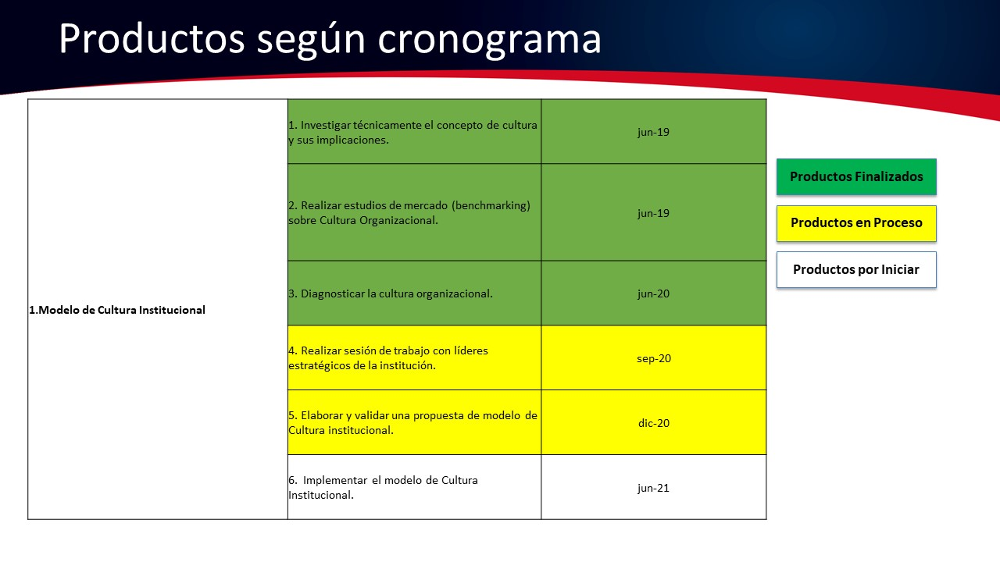 Productos según cronograma
1. Investigar técnicamente el concepto de cultura
y sus implicaciones.
jun-19
2. Realizar estudios de mercado (benchmarking)
sobre Cultura Organizacional.
jun-19
3. Diagnosticar la cultura organizacional.
jun-20
1.Modelo de Cultura Institucional
4. Realizar sesión de trabajo con líderes
estratégicos de la institución.
sep-20
5. Elaborar y validar una propuesta de modelo de
Cultura institucional.
dic-20
6. Implementar el modelo de Cultura
Institucional.
jun-21
Productos Finalizados
Productos en Proceso
Productos por Iniciar